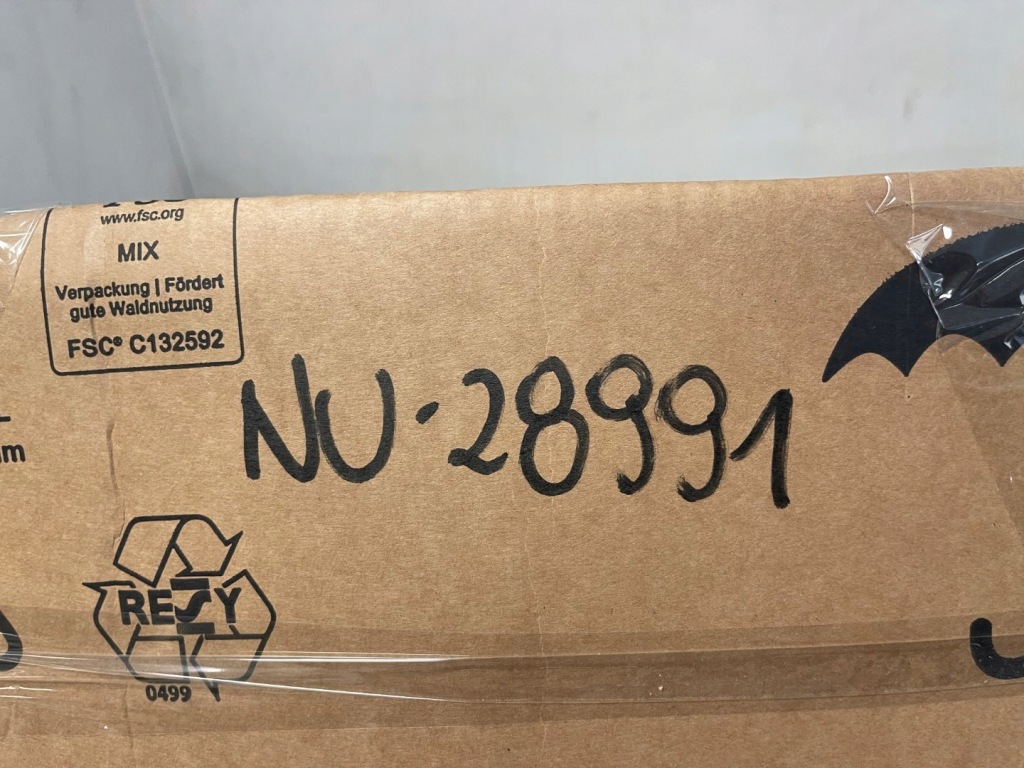 www.fsc.org
MIX
Verpackung | Fördert
gute Waldnutzung
FSC® C132592
NU-28991
RESY
0499